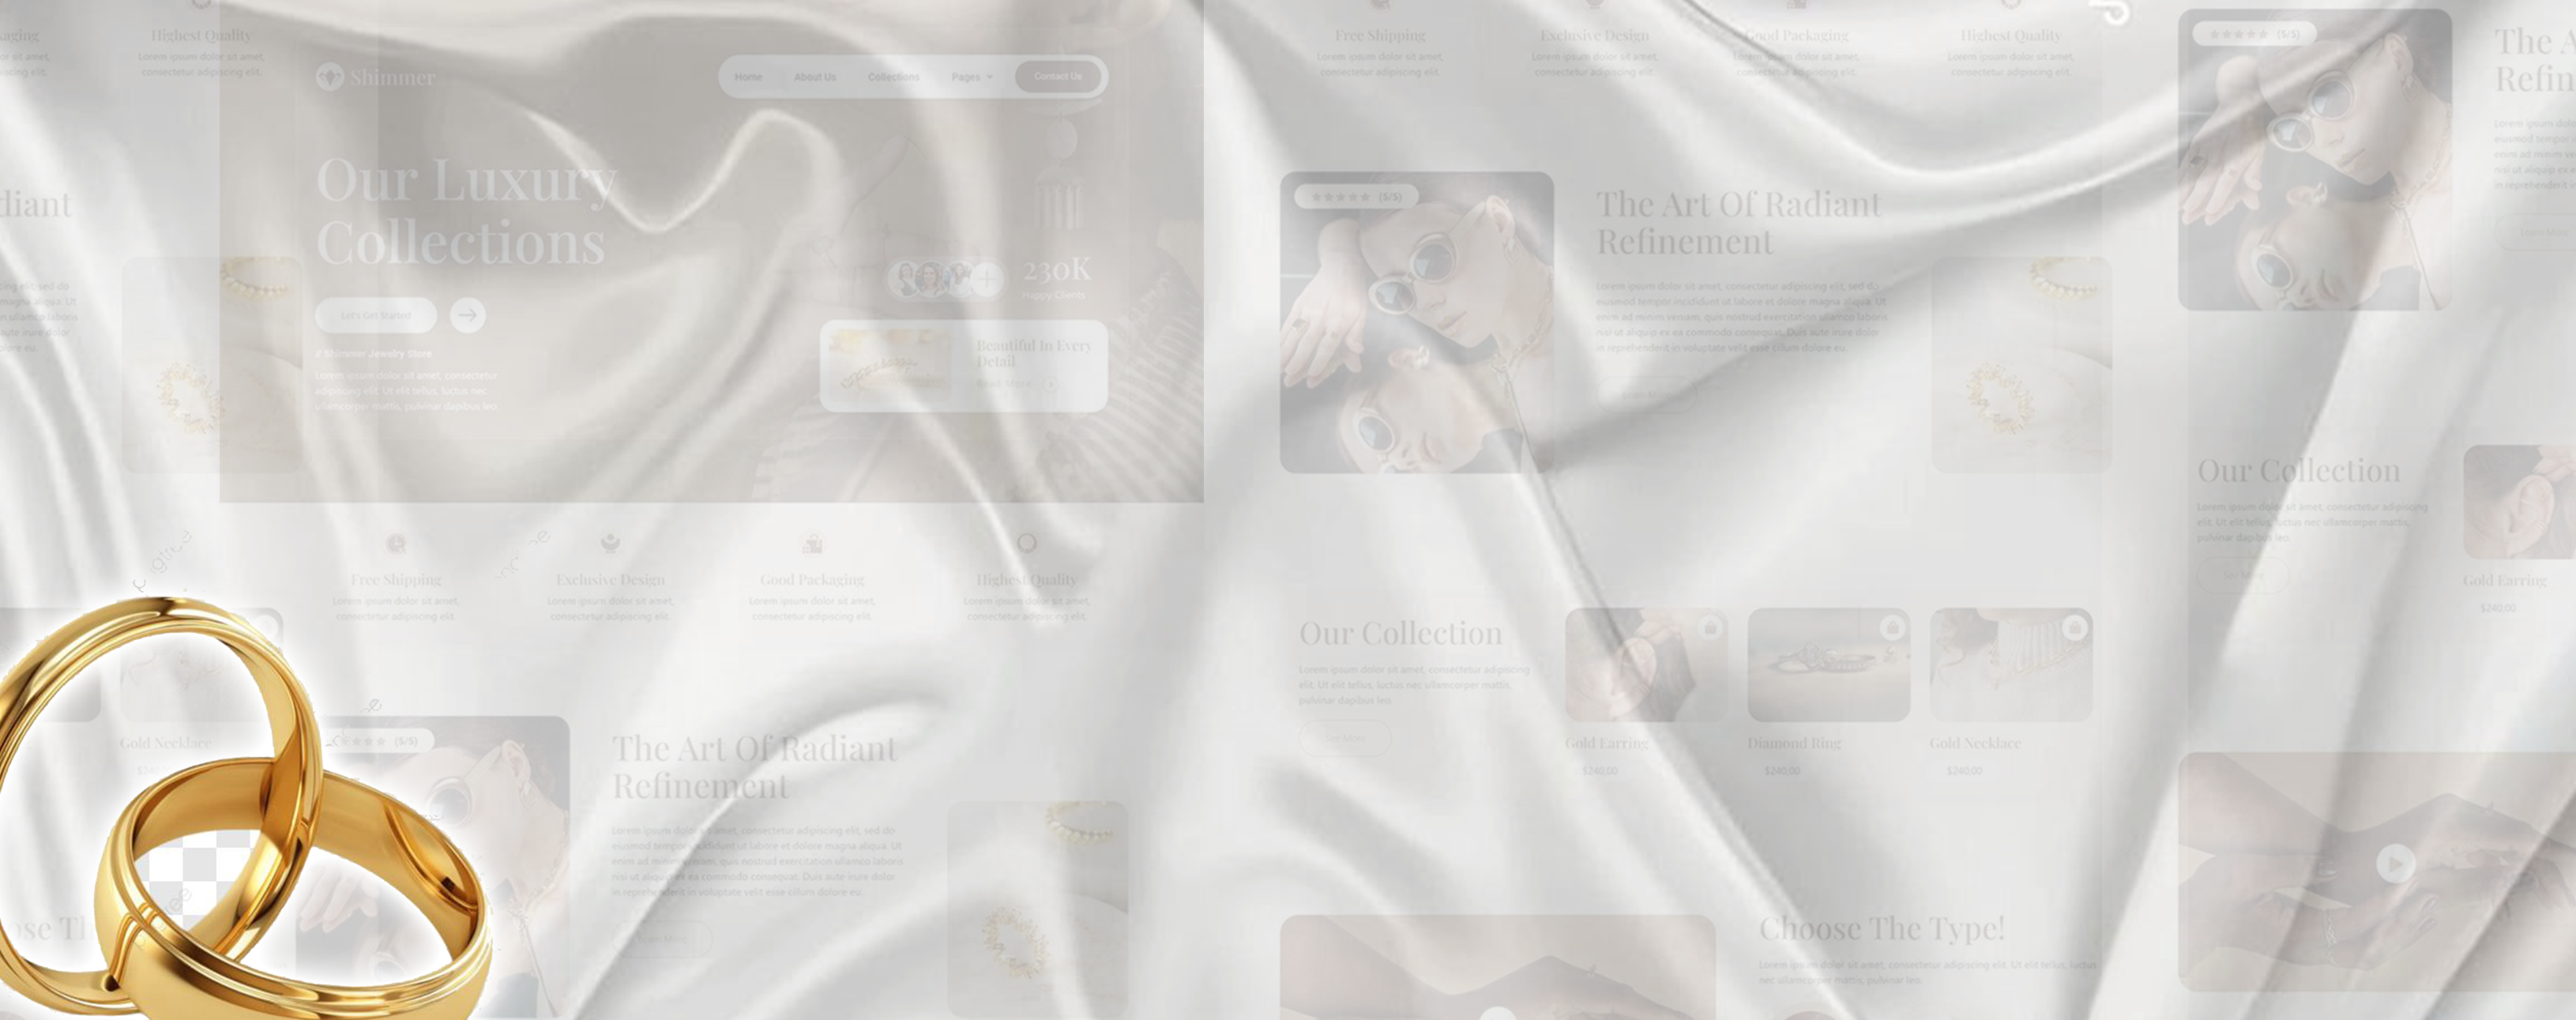 Highest Quality
Lorem ipsum dolor sit amet,
consectetur adipiscing elit.
Shimmer
Home
About Us
Collections
Pages
Contact Us
Our Luxury
Collections
Let's Get Started
230K
Happy Clients
Beautiful In Every
Detail
Read More
# Shimmer Jewelry Store
Lorem ipsum dolor sit amet, consectetur
adipiscing elit. Ut elit tellus, luctus nec
ullamcorper mattis, pulvinar dapibus leo.
Free Shipping
Lorem ipsum dolor sit amet,
consectetur adipiscing elit.
Exclusive Design
Lorem ipsum dolor sit amet,
consectetur adipiscing elit.
Good Packaging
Lorem ipsum dolor sit amet,
consectetur adipiscing elit.
Highest Quality
Lorem ipsum dolor sit amet,
consectetur adipiscing elit.
Gold Necklace
(5/5)
The Art Of Radiant
Refinement
Lorem ipsum dolor sit amet, consectetur adipiscing elit, sed do
eiusmod tempor incididunt ut labore et dolore magna aliqua. Ut
enim ad minim veniam, quis nostrud exercitation ullamco laboris
nisi ut aliquip ex ea commodo consequat. Duis aute irure dolor
in reprehenderit in voluptate velit esse cillum dolore eu.
Free Shipping
Lorem ipsum dolor sit amet,
consectetur adipiscing elit.
Exclusive Design
Lorem ipsum dolor sit amet,
consectetur adipiscing elit.
Good Packaging
Lorem ipsum dolor sit amet,
consectetur adipiscing elit.
Highest Quality
Lorem ipsum dolor sit amet,
consectetur adipiscing elit.
(5/5)
The Art Of Radiant
Refinement
Lorem ipsum dolor sit amet, consectetur adipiscing elit, sed do
eiusmod tempor incididunt ut labore et dolore magna aliqua. Ut
enim ad minim veniam, quis nostrud exercitation ullamco laboris
nisi ut aliquip ex ea commodo consequat. Duis aute irure dolor
in reprehenderit in voluptate velit esse cillum dolore eu.
Our Collection
Lorem ipsum dolor sit amet, consectetur adipiscing
elit. Ut elit tellus, luctus nec ullamcorper mattis,
pulvinar dapibus leo.
See More
Gold Earring
$240.00
Diamond Ring
$240.00
Gold Necklace
$240.00
Choose The Type!
Lorem ipsum dolor sit amet, consectetur adipiscing elit. Ut elit tellus, luctus
nec ullamcorper mattis, pulvinar leo.
(5/5)
The A
Refin
Our Collection
Lorem ipsum dolor sit amet, consectetur adipiscing
elit. Ut elit tellus, luctus nec ullamcorper mattis,
pulvinar dapibus leo.
Gold Earring
$240.00